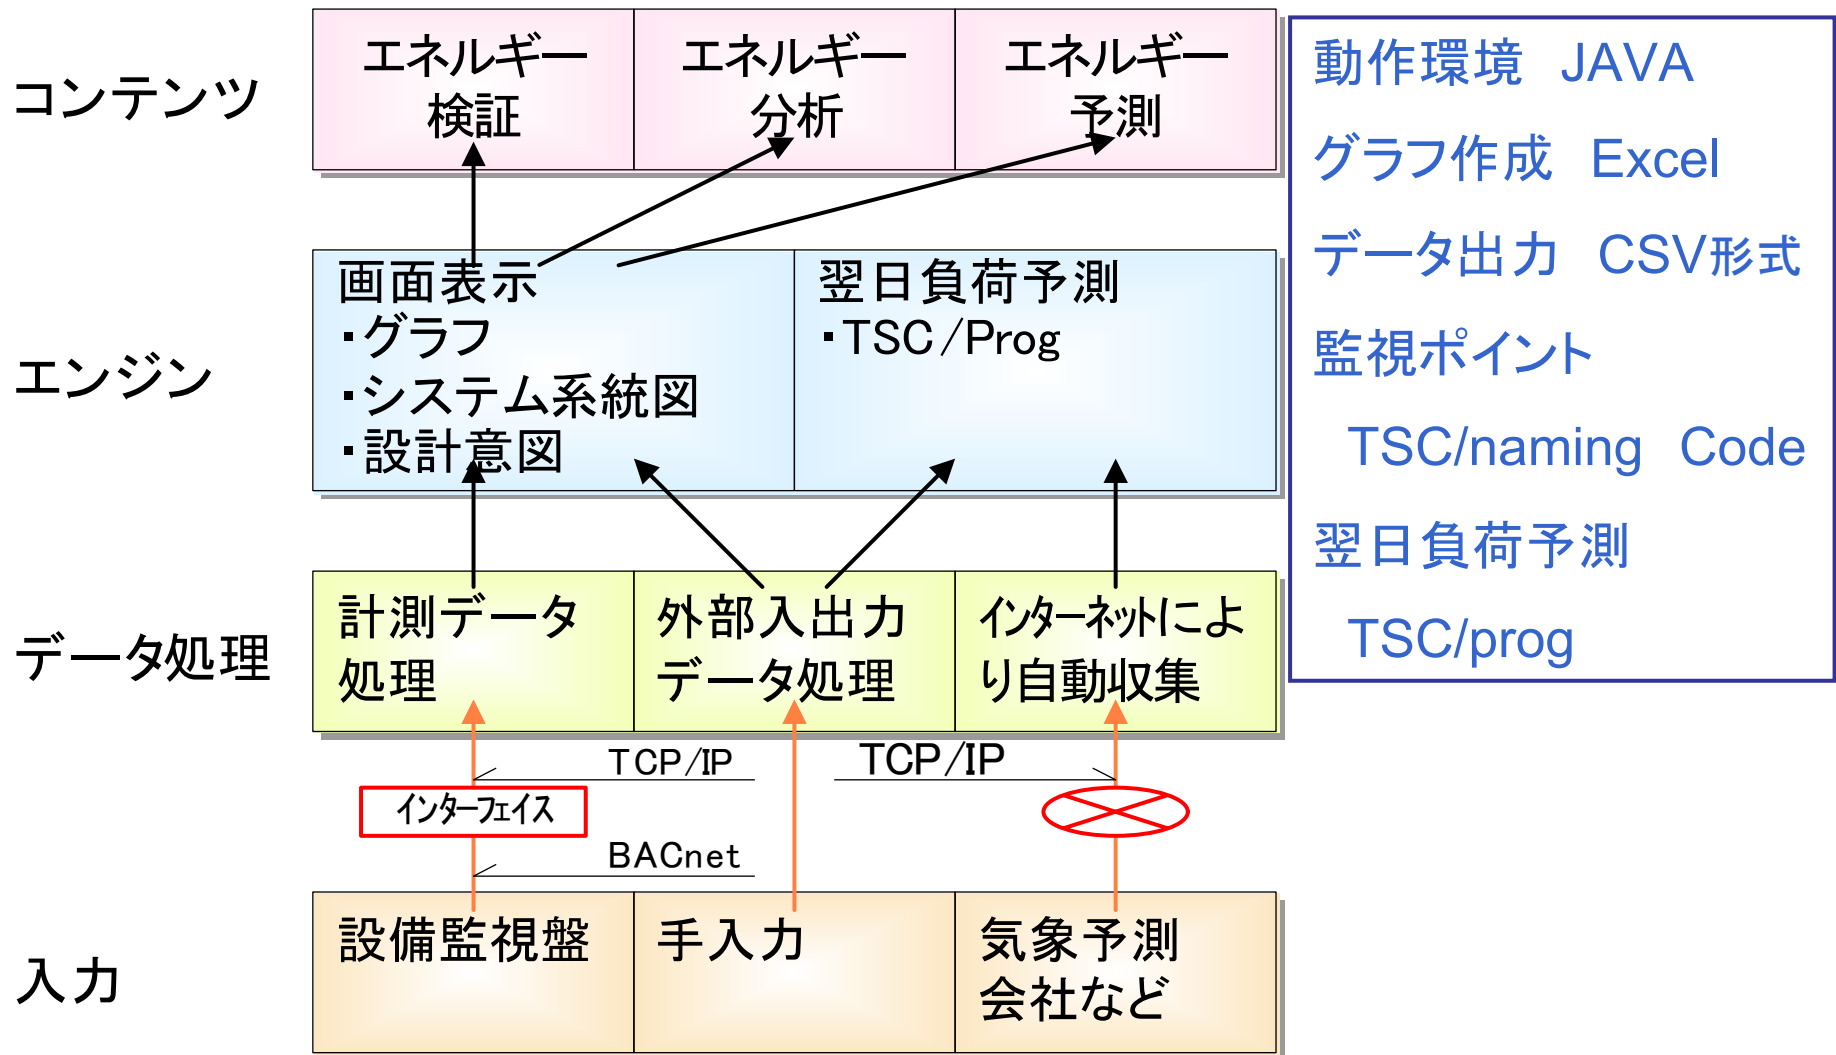 コンテンツ
エネルギー
検証
エネルギー
分析
エネルギー
予測
エンジン
画面表示
・グラフ
・システム系統図
・設計意図
翌日負荷予測
・TSC/Prog
データ処理
計測データ
処理
外部入出力
データ処理
インターネットによ
り自動収集
TCP/IP
TCP/IP
インターフェイス
BACnet
入力
設備監視盤
手入力
気象予測
会社など
動作環境　JAVA
グラフ作成　Excel
データ出力　CSV形式
監視ポイント
TSC/naming　Code
翌日負荷予測
TSC/prog